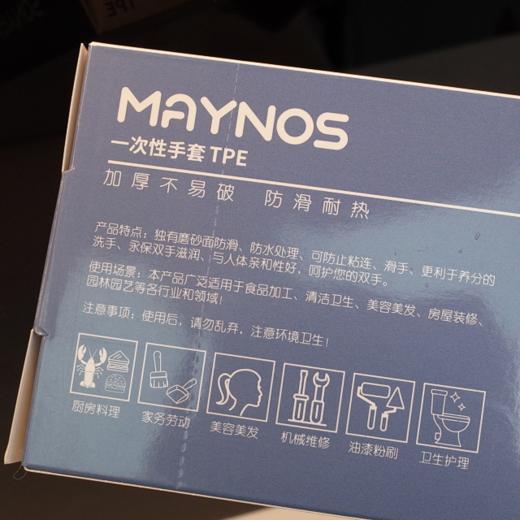 MAYNOS
一次性手套 TPE
加厚不易破 防滑耐热
产品特点：独有磨砂面防滑、防水处理、可防止粘连、滑手、更利于养分的
洗手、永保双手滋润、与人体亲和性好，呵护您的双手。
使用场景：本产品广泛适用于食品加工、清洁卫生、美容美发、房屋装修、
园林园艺等各行业和领域！
注意事项：使用后，请勿乱弃，注意环境卫生！
厨房料理 家务劳动 美容美发 机械维修 油漆粉刷 卫生护理